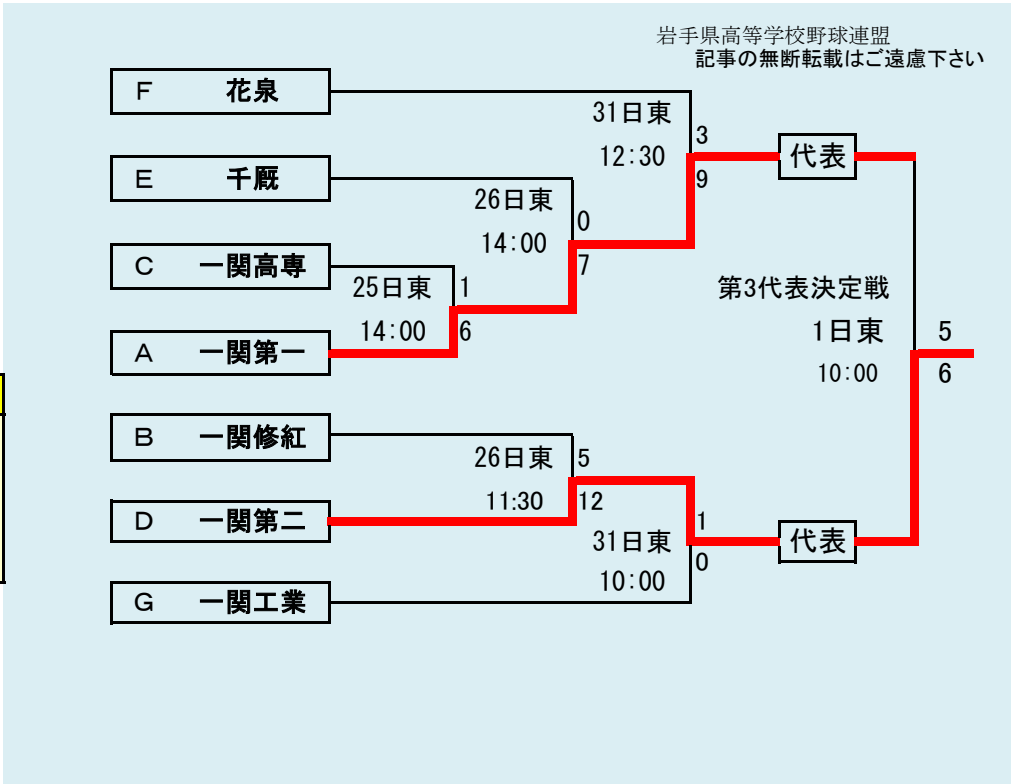 岩手県高等学校野球連盟
記事の無断転載はご遠慮下さい
F 花泉
31日東
12:30
3
9
代表
E 千厩
26日東
14:00
0
7
C 一関高専
25日東
14:00
1
6
A 一関第一
第3代表決定戦
1日東
10:00
5
6
B 一関修紅
26日東
11:30
5
12
D 一関第二
31日東
10:00
1
0
代表
G 一関工業